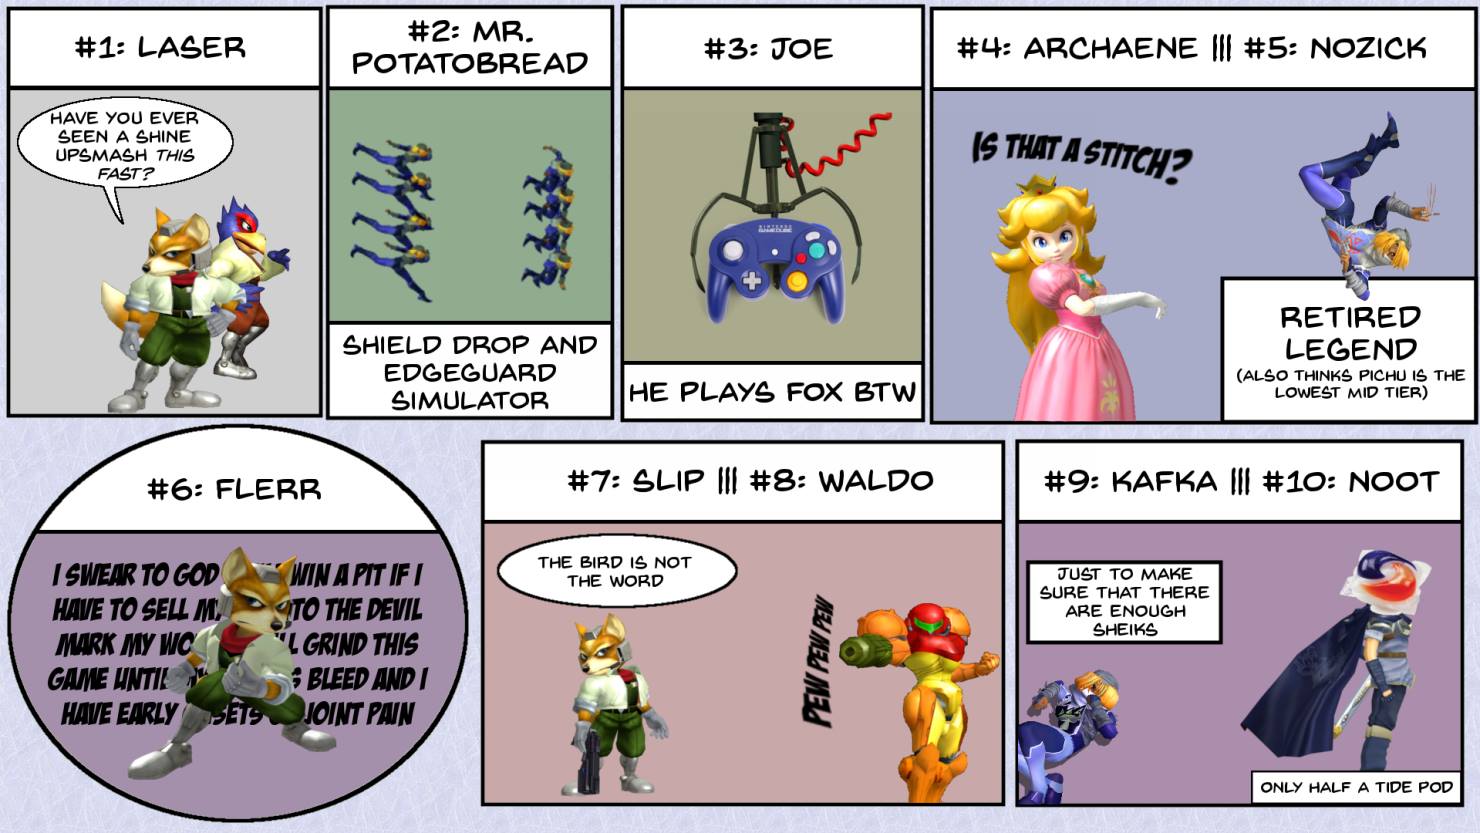 #1: LASER
HAVE YOU EVER
SEEN A SHINE
UPSMASH THIS
FAST?
#2: MR.
POTATOBREAD
SHIELD DROP AND
EDGEGUARD
SIMULATOR
#3: JOE
NINTENDO
GAMECUBE
HE PLAYS FOX BTW
#4: ARCHAENE ||| #5: NOZICK
IS THAT A STITCH?
RETIRED
LEGEND
(ALSO THINKS PICHU IS THE
LOWEST MID TIER)
#6: FLERR
I SWEAR TO GOD WIN A PIT IF I
HAVE TO SELL TO THE DEVIL
MARK MY GRIND THIS
GAME BLEED AND I
HAVE EARLY JOINT PAIN
#7: SLIP ||| #8: WALDO
THE BIRD IS NOT
THE WORD
PEW PEW PEW
#9: KAFKA ||| #10: NOOT
JUST TO MAKE
SURE THAT THERE
ARE ENOUGH
SHEIKS
ONLY HALF A TIDE POD